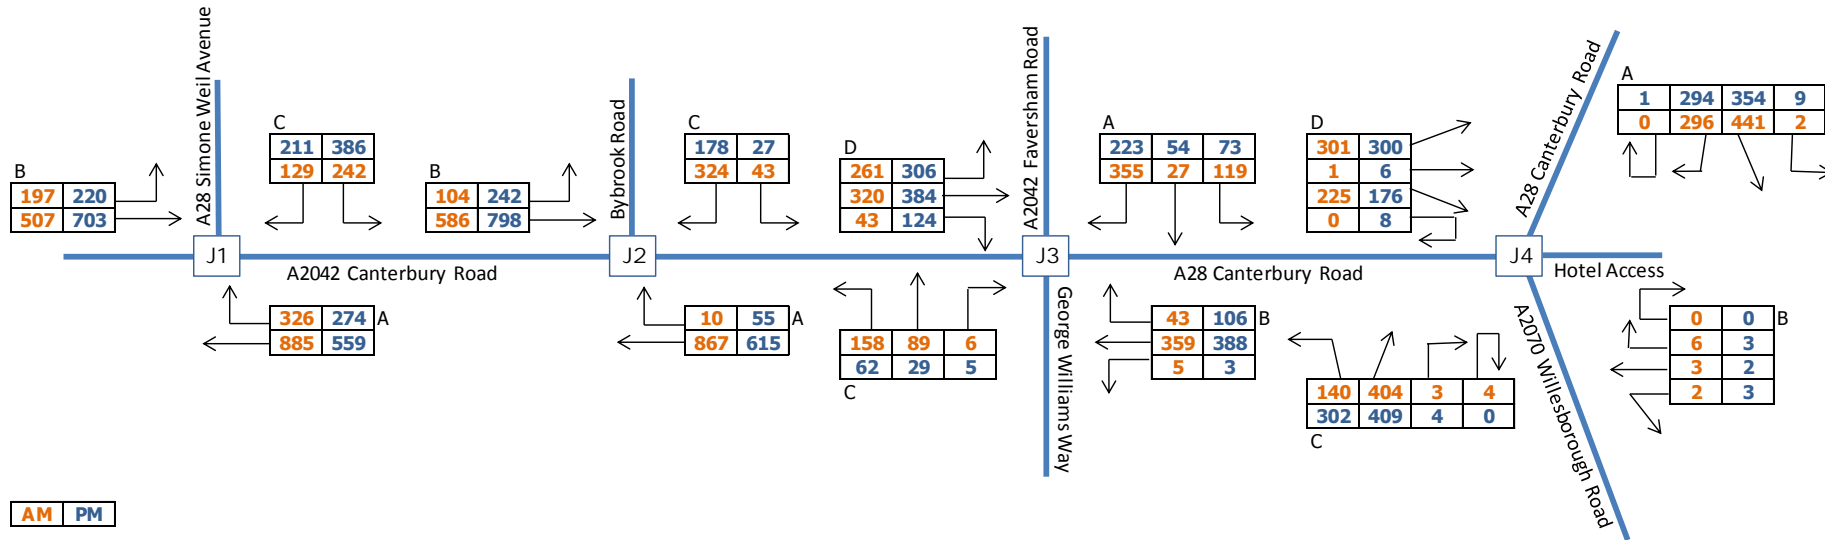 A28 Simone Weil Avenue
B
197 220
507 703
C
211 386
129 242
J1
A2042 Canterbury Road
326 274 A
885 559
Bybrook Road
B
104 242
586 798
C
178 27
324 43
J2
10 55 A
867 615
A2042 Faversham Road
D
261 306
320 384
43 124
A
223 54 73
355 27 119
J3
A28 Canterbury Road
George Williams Way
158 89 6
62 29 5
C
43 106 B
359 388
5 3
A28 Canterbury Road
D
301 300
1 6
225 176
0 8
A
1 294 354 9
0 296 441 2
J4
Hotel Access
A2070 Willesborough Road
140 404 3 4
302 409 4 0
C
0 0 B
6 3
3 2
2 3
AM PM